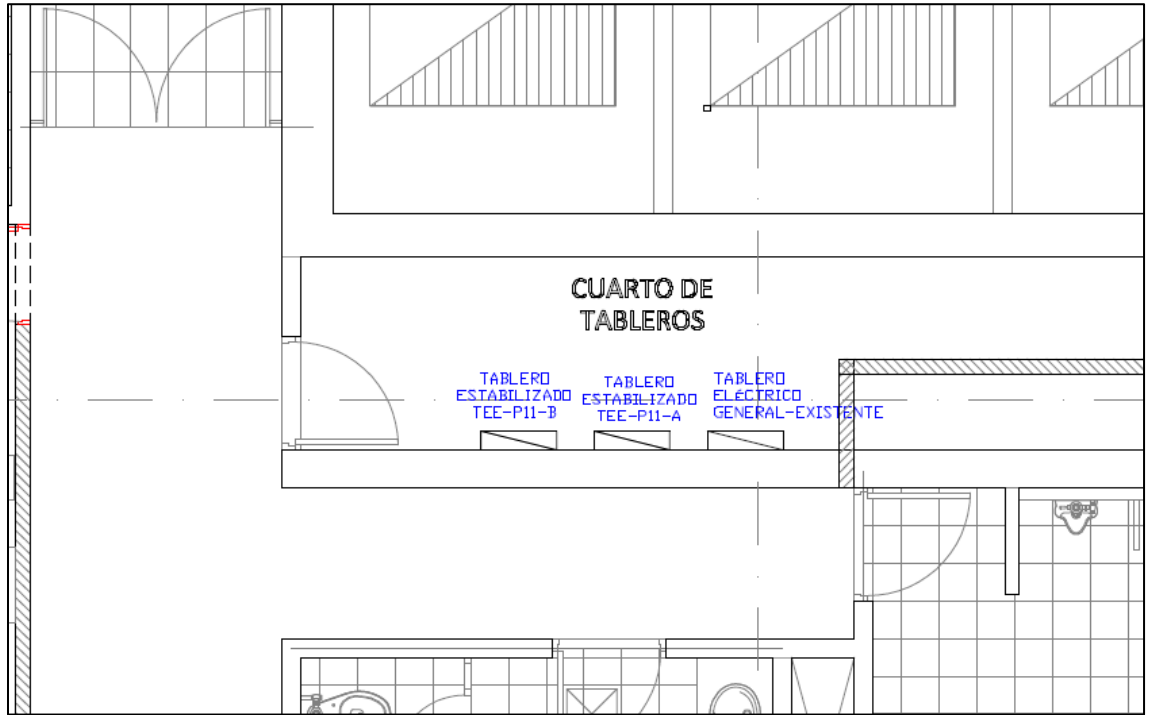 CUARTO DE
TABLEROS
TABLERO
ESTABILIZADO
TEE-P11-B
TABLERO
ESTABILIZADO
TEE-P11-A
TABLERO
ELÉCTRICO
GENERAL-EXISTENTE